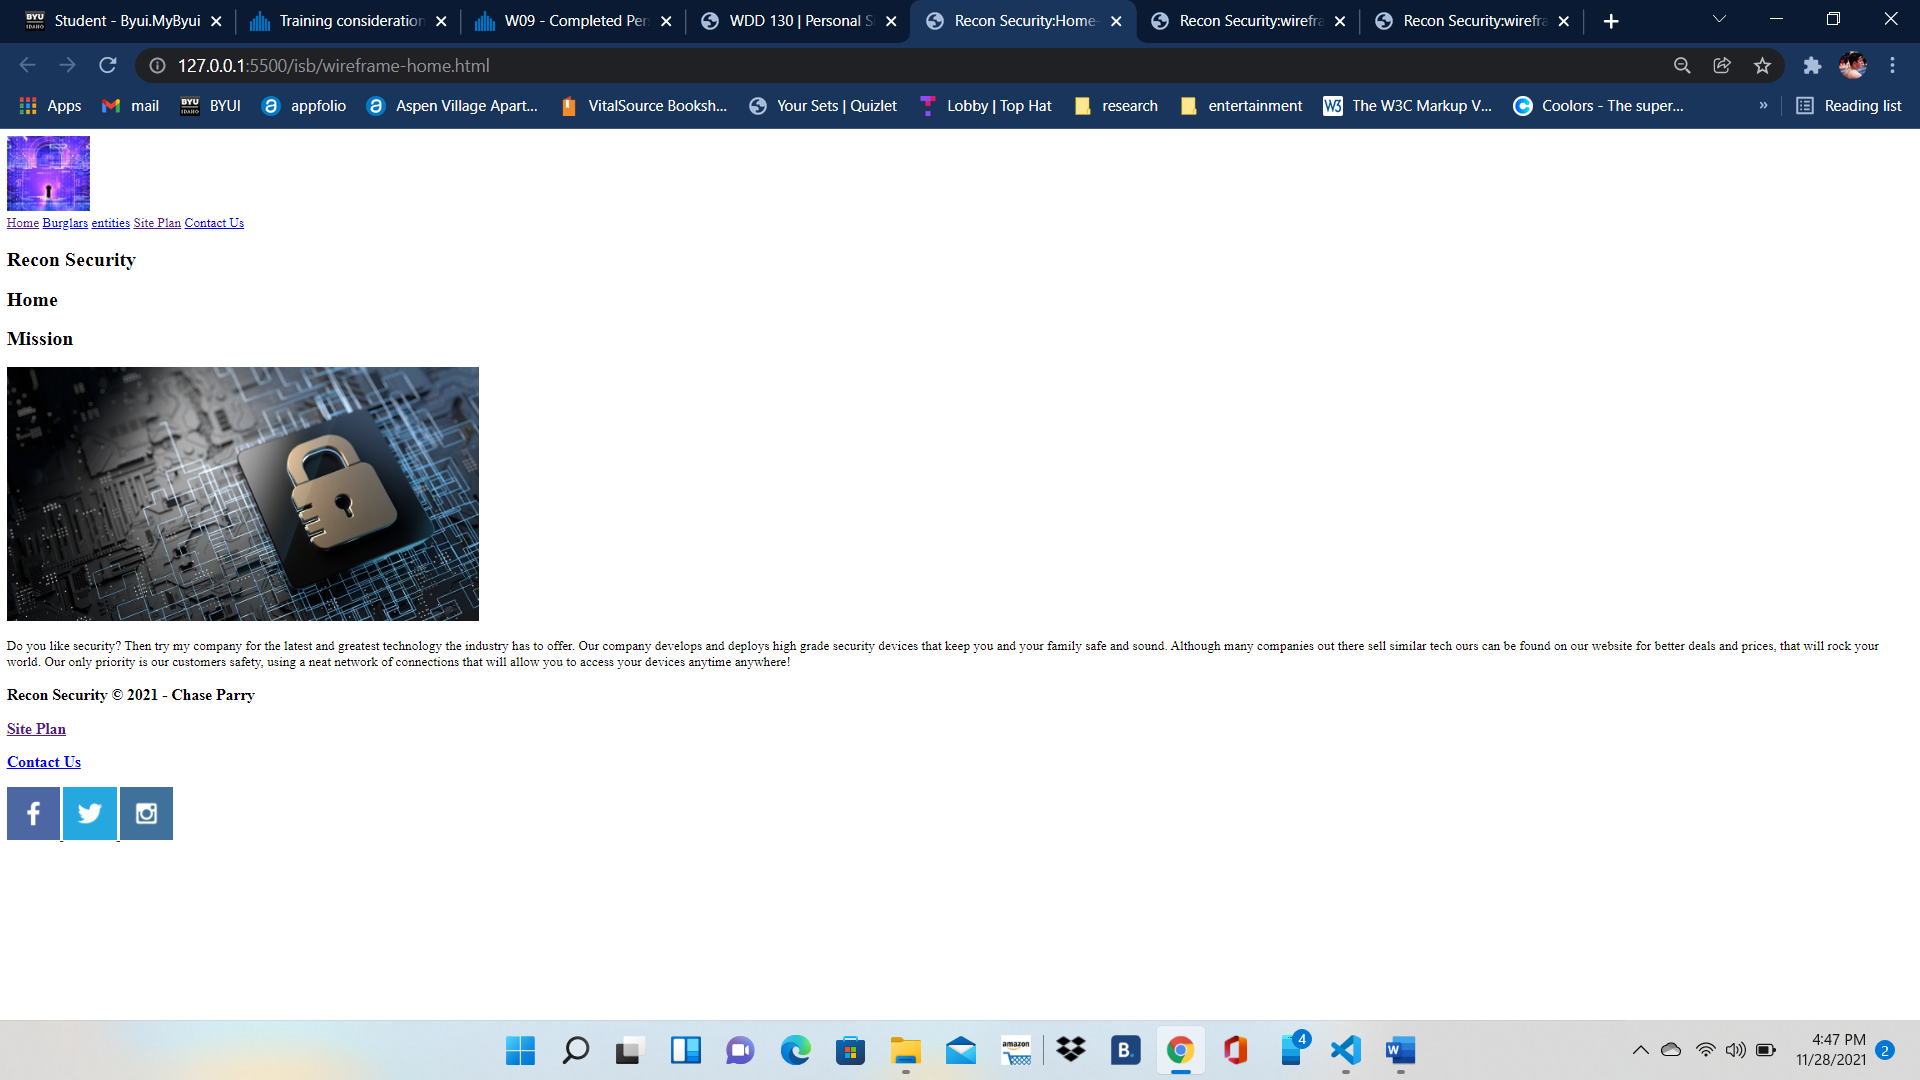 Student - Byui.MyByui
Training consideration
W09 - Completed Per
WDD 130 | Personal S
Recon Security:Home-
Recon Security:wirefra
Recon Security:wirefra
127.0.0.1:5500/isb/wireframe-home.html
Apps
mail
BYU
IDAHO
BYUI
appfolio
Aspen Village Apart...
VitalSource Booksh...
Your Sets | Quizlet
Lobby | Top Hat
research
entertainment
W3
The W3C Markup V...
Coolors - The super...
»
Reading list
Home Burglars entities Site Plan Contact Us
Recon Security
Home
Mission
Do you like security? Then try my company for the latest and greatest technology the industry has to offer. Our company develops and deploys high grade security devices that keep you and your family safe and sound. Although many companies out there sell similar tech ours can be found on our website for better deals and prices, that will rock your
world. Our only priority is our customers safety, using a neat network of connections that will allow you to access your devices anytime anywhere!
Recon Security © 2021 - Chase Parry
Site Plan
Contact Us
amazon
B.
4
W
4:47 PM
11/28/2021
2